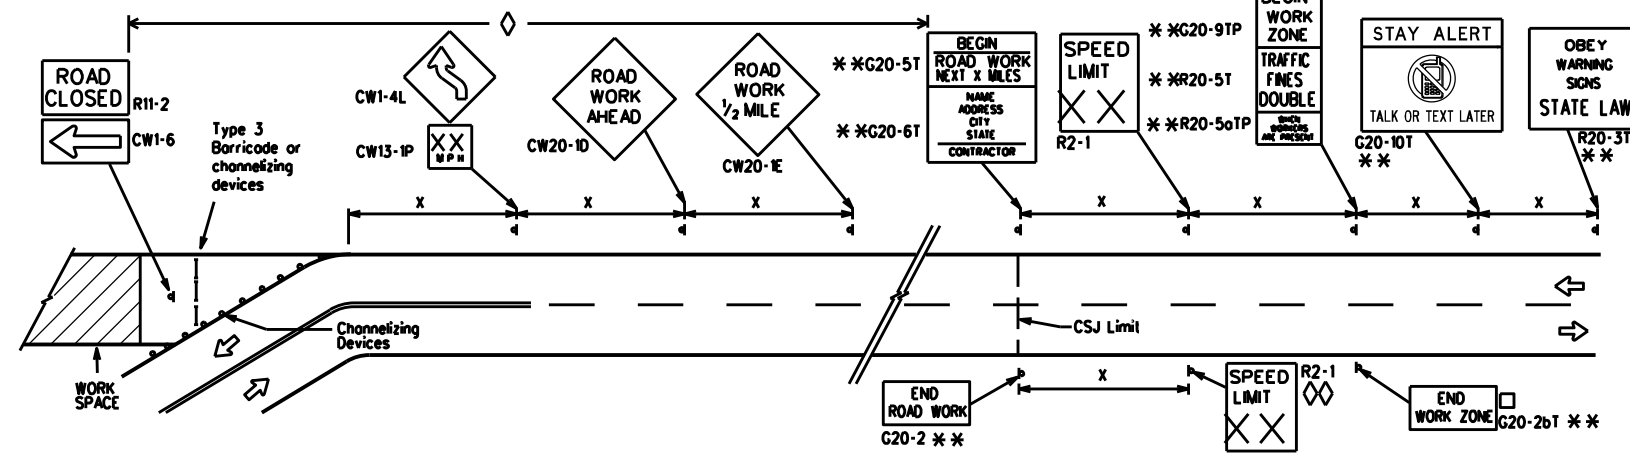 ROAD
CLOSED
R11-2
CW1-6
Type 3
Barricade or
channelizing
devices
CW1-4L
XX
MPH
CW13-1P
ROAD
WORK
AHEAD
CW20-1D
ROAD
WORK
1/2 MILE
CW20-1E
* *G20-5T
* *G20-6T
BEGIN
ROAD WORK
NEXT X MILES
NAME
ADDRESS
CITY
STATE
CONTRACTOR
SPEED
LIMIT
XX
R2-1
* *G20-9TP
* *R20-5T
* *R20-5aTP
BEGIN
WORK
ZONE
TRAFFIC
FINES
DOUBLE
WHEN
WORKERS
ARE PRESENT
STAY ALERT
TALK OR TEXT LATER
G20-10T
* *
OBEY
WARNING
SIGNS
STATE LAW
R20-3T
* *
X X X X X X X
WORK
SPACE
Channelizing
Devices
CSJ Limit
END
ROAD WORK
G20-2 * *
X
SPEED
LIMIT
XX
R2-1
END
WORK ZONE
G20-2bT * *